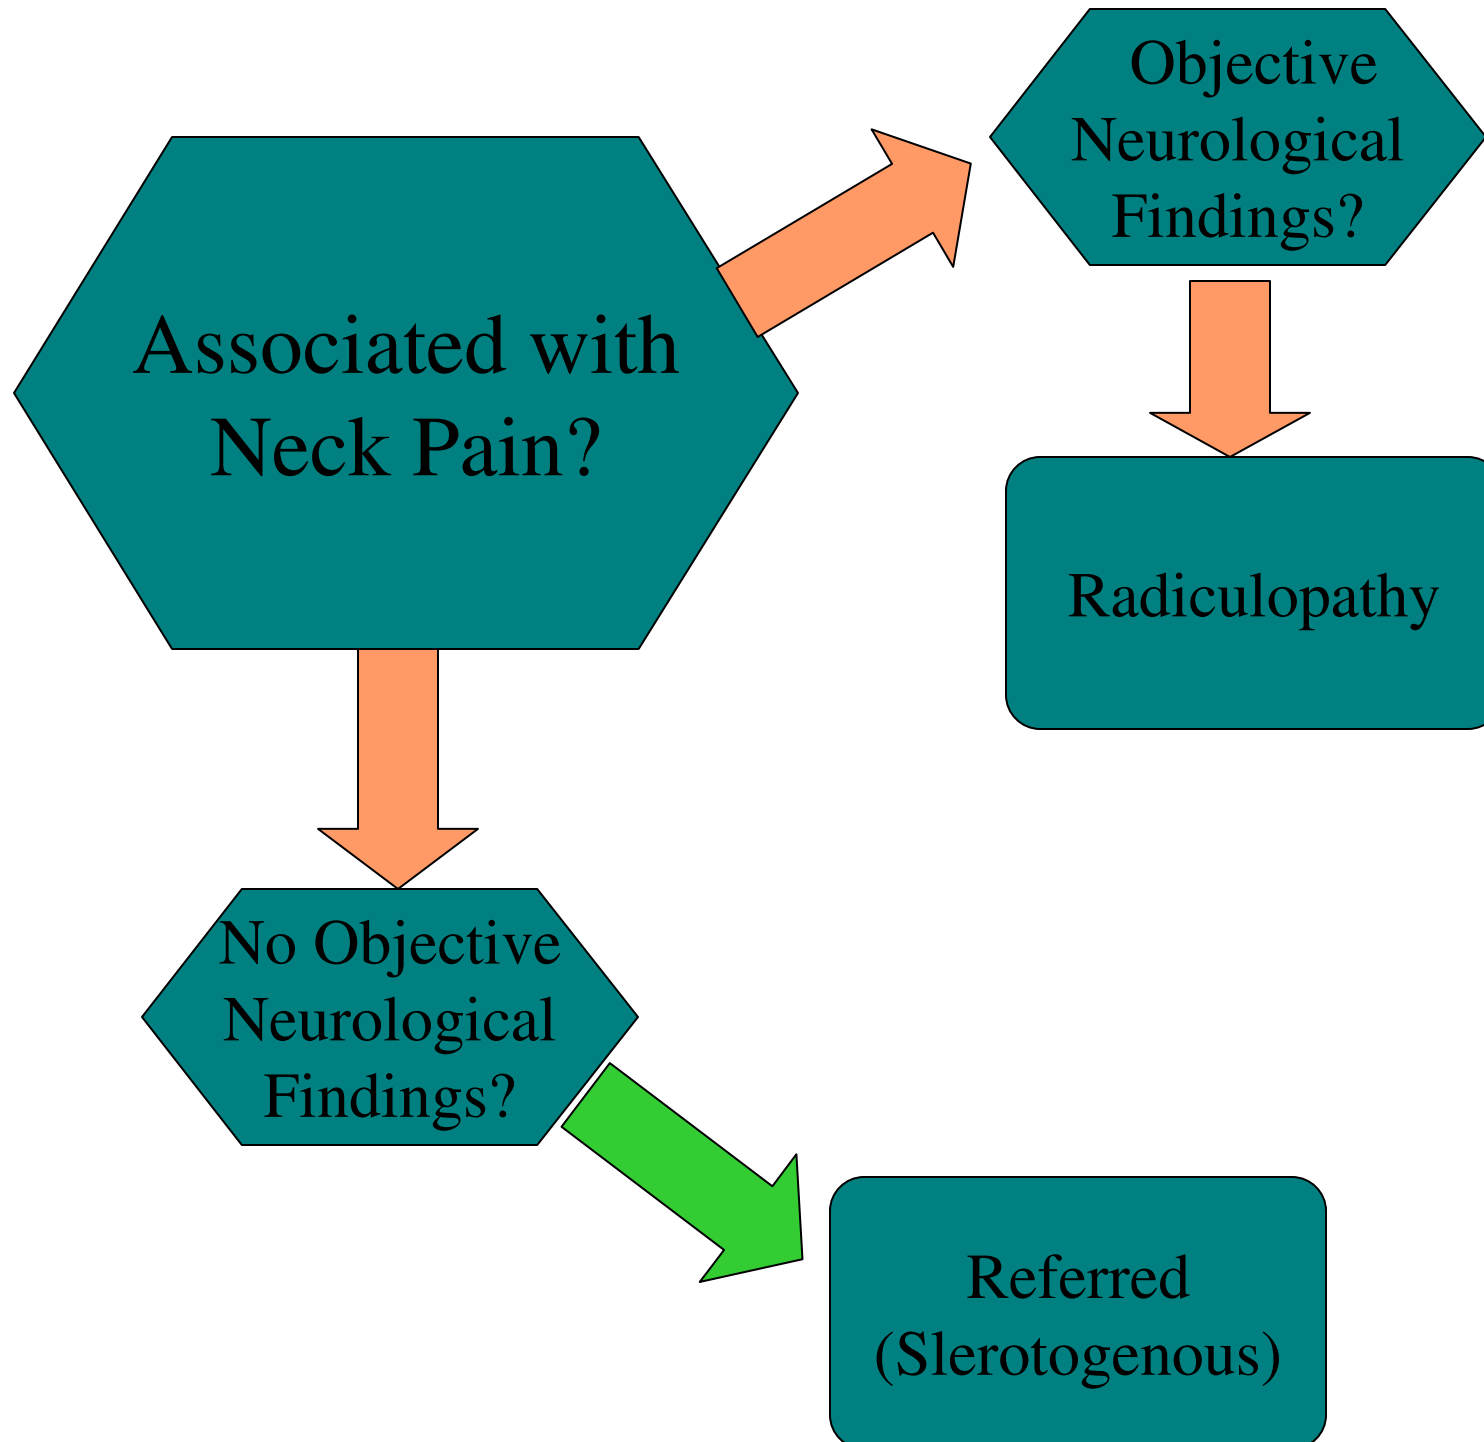 Objective
Neurological
Findings?
Associated with
Neck Pain?
Radiculopathy
No Objective
Neurological
Findings?
Referred
(Slerotogenous)